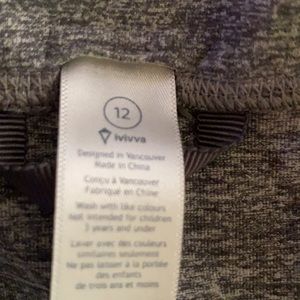 12
ivivva
Designed in Vancouver
Made in China
Conçu à Vancouver
Fabriqué en Chine
Wash with like colours
not intended for children
3 years and under
Laver avec des couleurs
similaires seulement
Ne pas laisser à la portée
des enfants
de trois ans et moins